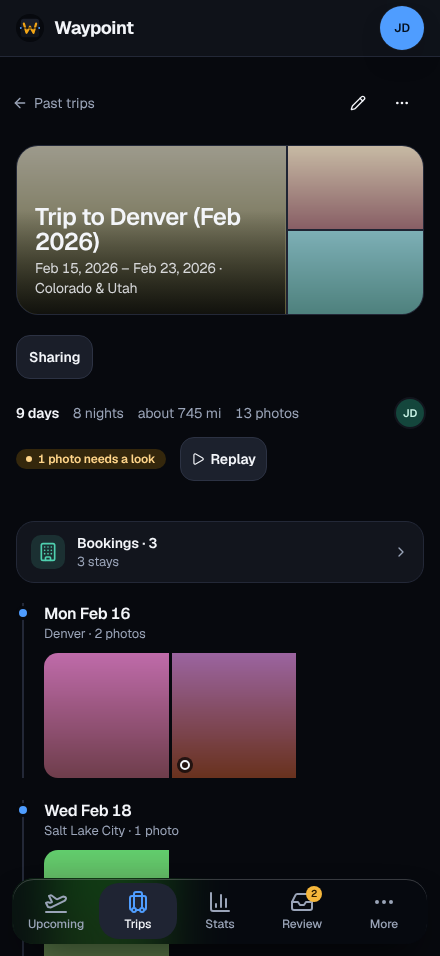 Waypoint
JD
Past trips
Trip to Denver (Feb
2026)
Feb 15, 2026 – Feb 23, 2026 ·
Colorado & Utah
Sharing
9 days 8 nights about 745 mi 13 photos JD
1 photo needs a look Replay
Bookings · 3
3 stays
Mon Feb 16
Denver · 2 photos
Wed Feb 18
Salt Lake City · 1 photo
2
Upcoming Trips Stats Review More